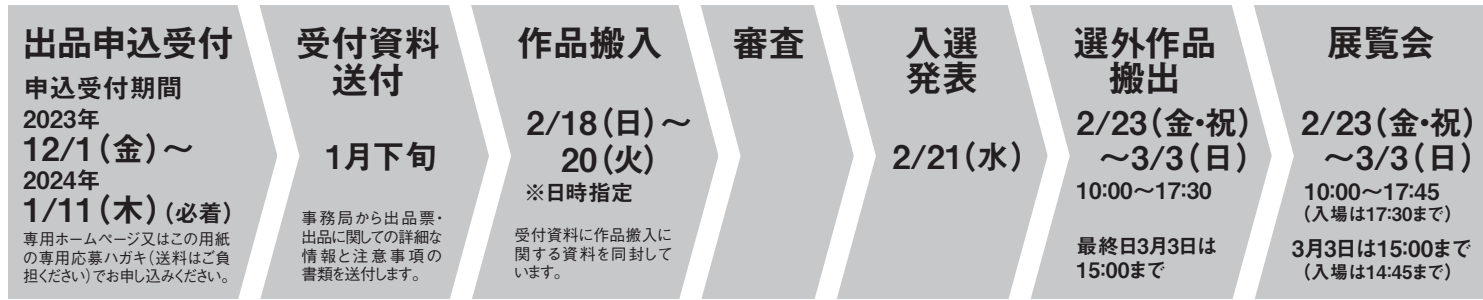 出品申込受付
申込受付期間
2023年
12/1(金)～
2024年
1/11(木)(必着)
専用ホームページ又はこの用紙
の専用応募ハガキ(送料はご負
担ください)でお申し込みください。
受付資料
送付
1月下旬
事務局から出品票・
出品に関しての詳細な
情報と注意事項の
書類を送付します。
作品搬入
2/18(日)～
20(火)
※日時指定
受付資料に作品搬入に
関する資料を同封して
います。
審査
入選
発表
2/21(水)
選外作品
搬出
2/23(金・祝)
～3/3(日)
10:00～17:30
最終日3月3日は
15:00まで
展覧会
2/23(金・祝)
～3/3(日)
10:00～17:45
(入場は17:30まで)
3月3日は15:00まで
(入場は14:45まで)